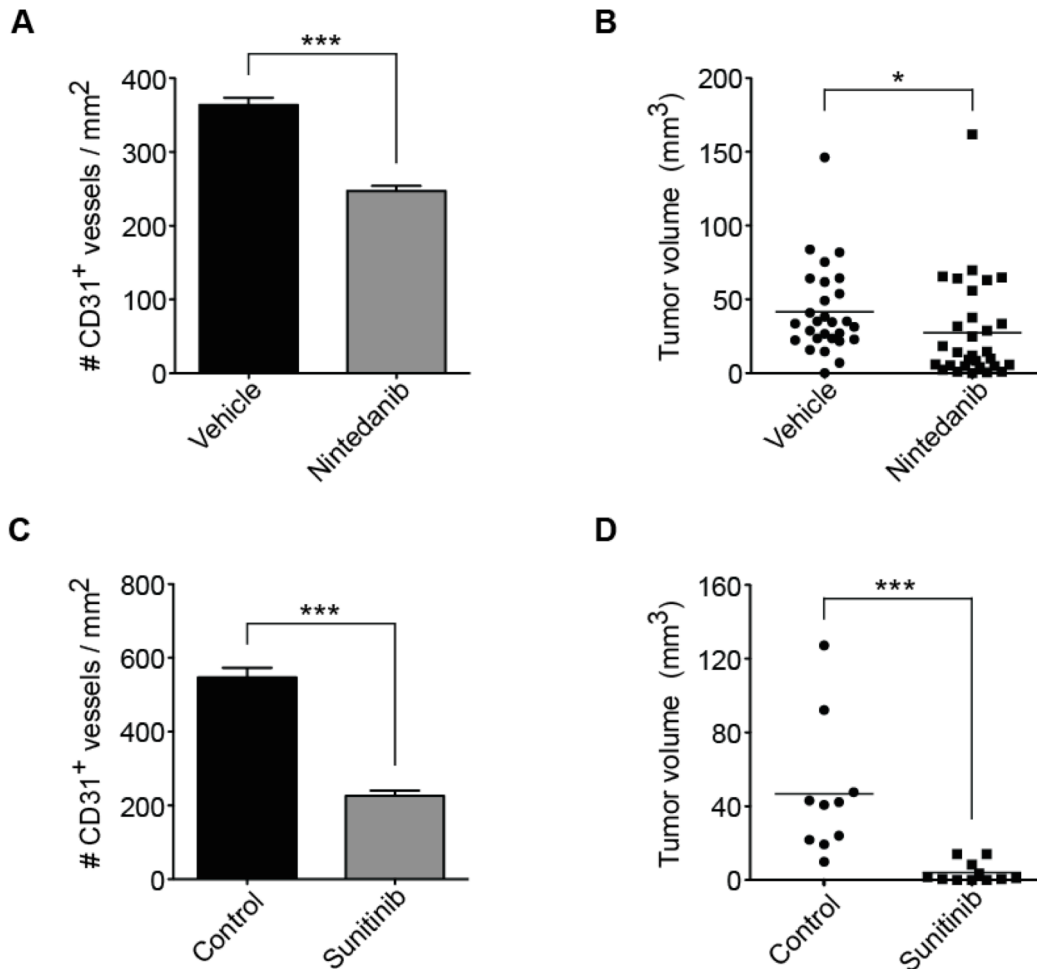 A
***
# CD31⁺ vessels / mm²
400
300
200
100
0
Vehicle
Nintedanib
B
*
Tumor volume (mm³)
200
150
100
50
0
Vehicle
Nintedanib
C
***
# CD31⁺ vessels / mm²
800
600
400
200
0
Control
Sunitinib
D
***
Tumor volume (mm³)
160
120
80
40
0
Control
Sunitinib